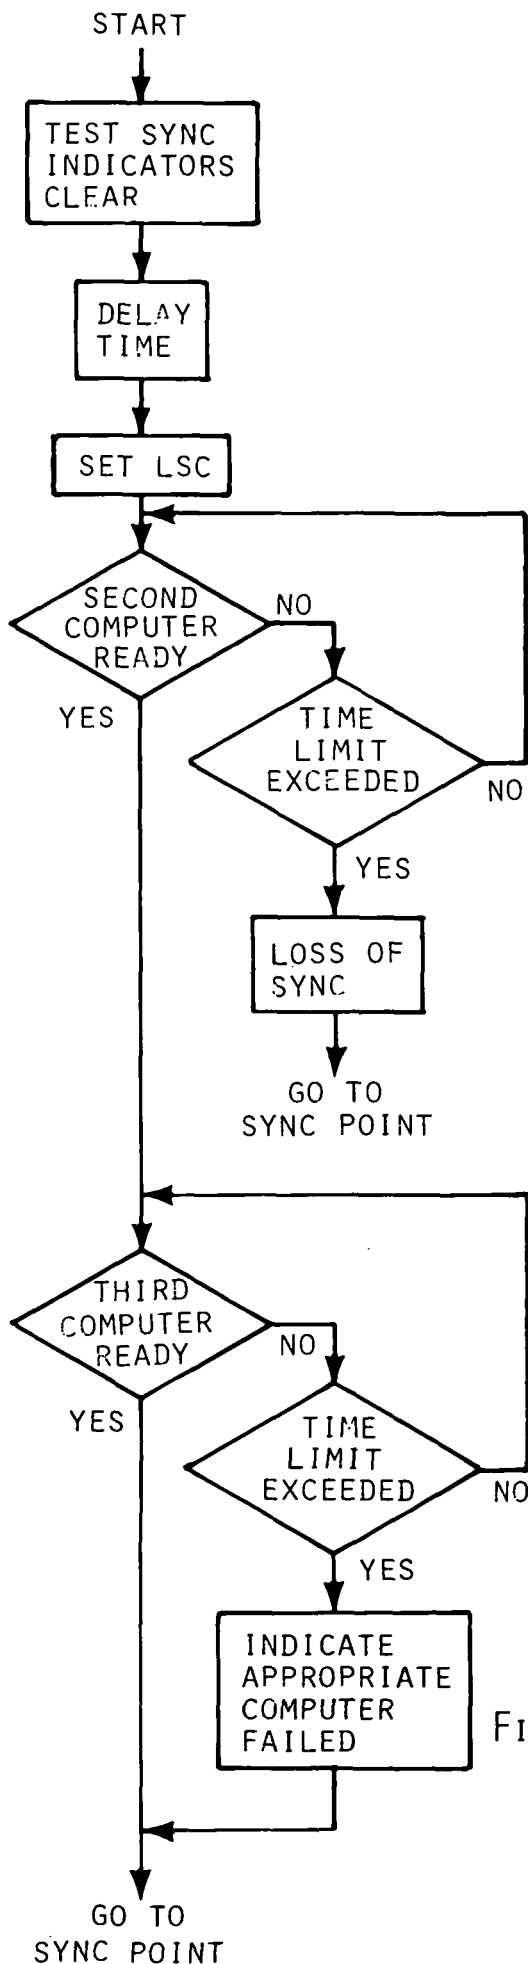 START
TEST SYNC
INDICATORS
CLEAR
DELAY
TIME
SET LSC
SECOND
COMPUTER
READY
NO
YES
TIME
LIMIT
EXCEEDED
NO
YES
LOSS OF
SYNC
GO TO
SYNC POINT
THIRD
COMPUTER
READY
NO
YES
TIME
LIMIT
EXCEEDED
NO
YES
INDICATE
APPROPRIATE
COMPUTER
FAILED
FI
GO TO
SYNC POINT